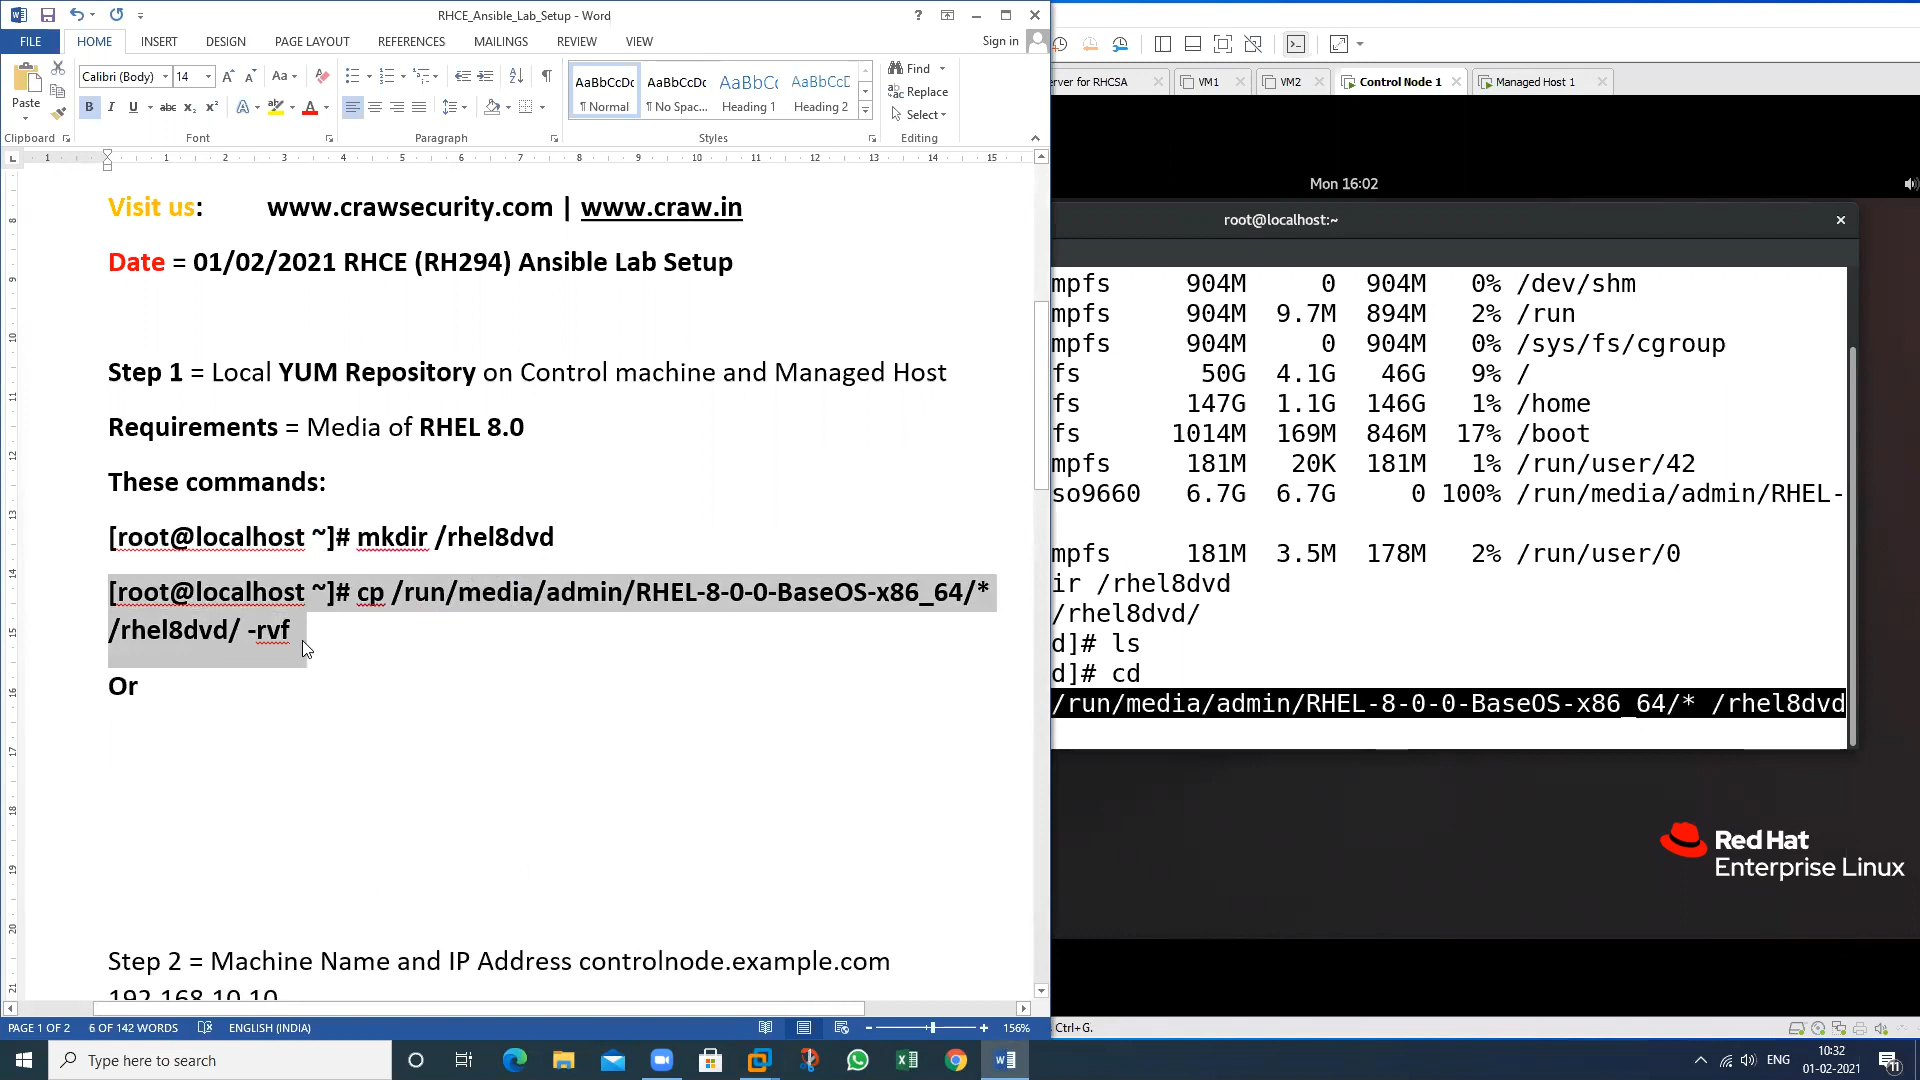 RHCE_Ansible_Lab_Setup - Word
FILE
HOME
INSERT
DESIGN
PAGE LAYOUT
REFERENCES
MAILINGS
REVIEW
VIEW
Sign in
Paste
Clipboard
Calibri (Body)
14
Font
Paragraph
AaBbCcDc
¶ Normal
AaBbCcDc
¶ No Spac...
AaBbCc
Heading 1
AaBbCcD
Heading 2
Styles
Find
Replace
Select
Editing
Visit us: www.crawsecurity.com | www.craw.in
Date = 01/02/2021 RHCE (RH294) Ansible Lab Setup
Step 1 = Local YUM Repository on Control machine and Managed Host
Requirements = Media of RHEL 8.0
These commands:
[root@localhost ~]# mkdir /rhel8dvd
[root@localhost ~]# cp /run/media/admin/RHEL-8-0-0-BaseOS-x86_64/*
/rhel8dvd/ -rvf
Or
Step 2 = Machine Name and IP Address controlnode.example.com
192.168.10.10
PAGE 1 OF 2
6 OF 142 WORDS
ENGLISH (INDIA)
156%
erver for RHCSA
VM1
VM2
Control Node 1
Managed Host 1
Mon 16:02
root@localhost:~
mpfs 904M 0 904M 0% /dev/shm
mpfs 904M 9.7M 894M 2% /run
mpfs 904M 0 904M 0% /sys/fs/cgroup
fs 50G 4.1G 46G 9% /
fs 147G 1.1G 146G 1% /home
fs 1014M 169M 846M 17% /boot
mpfs 181M 20K 181M 1% /run/user/42
so9660 6.7G 6.7G 0 100% /run/media/admin/RHEL-
mpfs 181M 3.5M 178M 2% /run/user/0
ir /rhel8dvd
/rhel8dvd/
d]# ls
d]# cd
/run/media/admin/RHEL-8-0-0-BaseOS-x86_64/* /rhel8dvd
Red Hat
Enterprise Linux
Ctrl+G.
Type here to search
ENG
10:32
01-02-2021
11